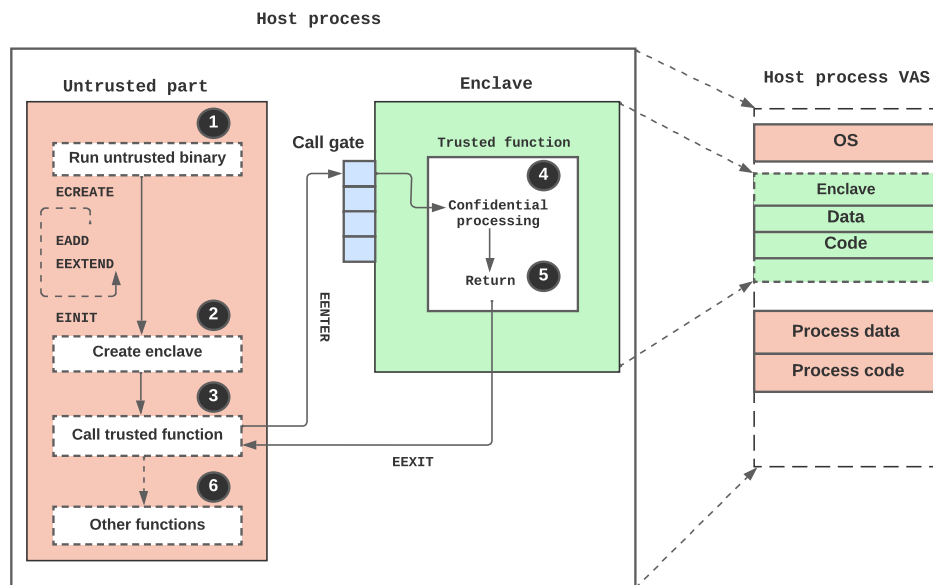 Host process
Untrusted part
1
Run untrusted binary
ECREATE
EADD
EEXTEND
EINIT
2
Create enclave
3
Call trusted function
6
Other functions
Call gate
EENTER
EEXIT
Enclave
Trusted function
4
Confidential
processing
5
Return
Host process VAS
OS
Enclave
Data
Code
Process data
Process code